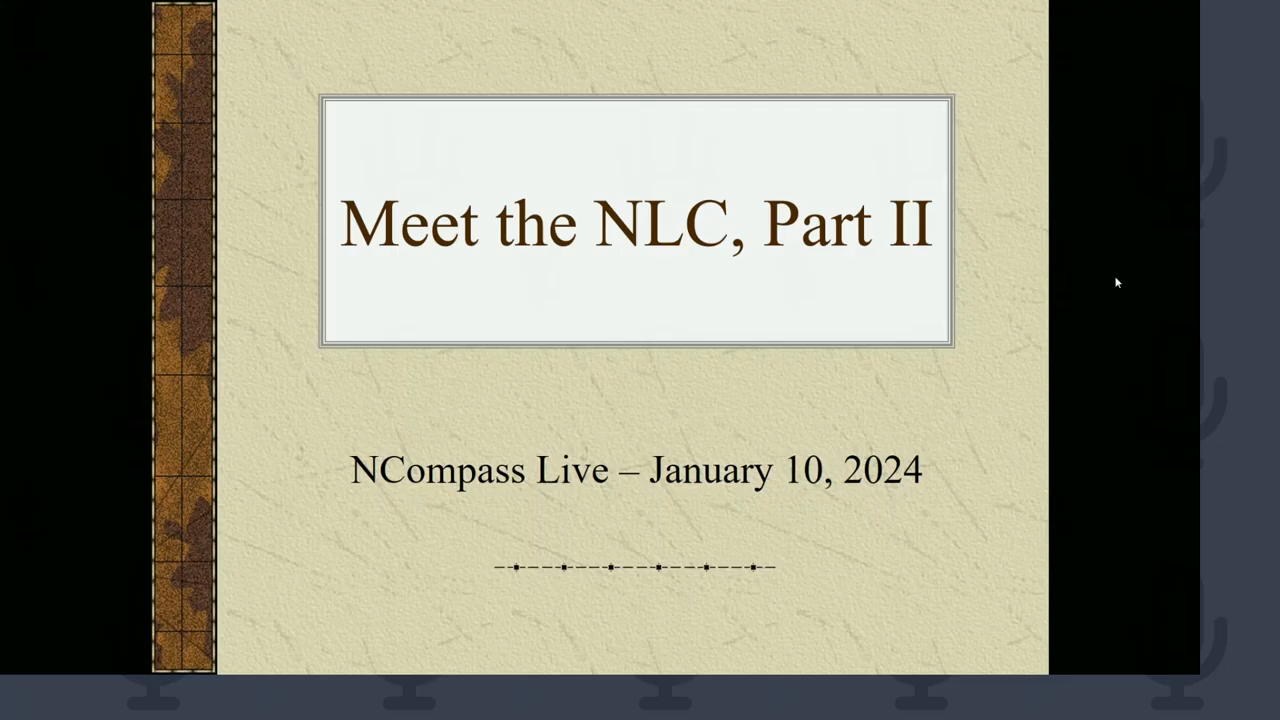 Meet the NLC, Part II
NCompass Live – January 10, 2024